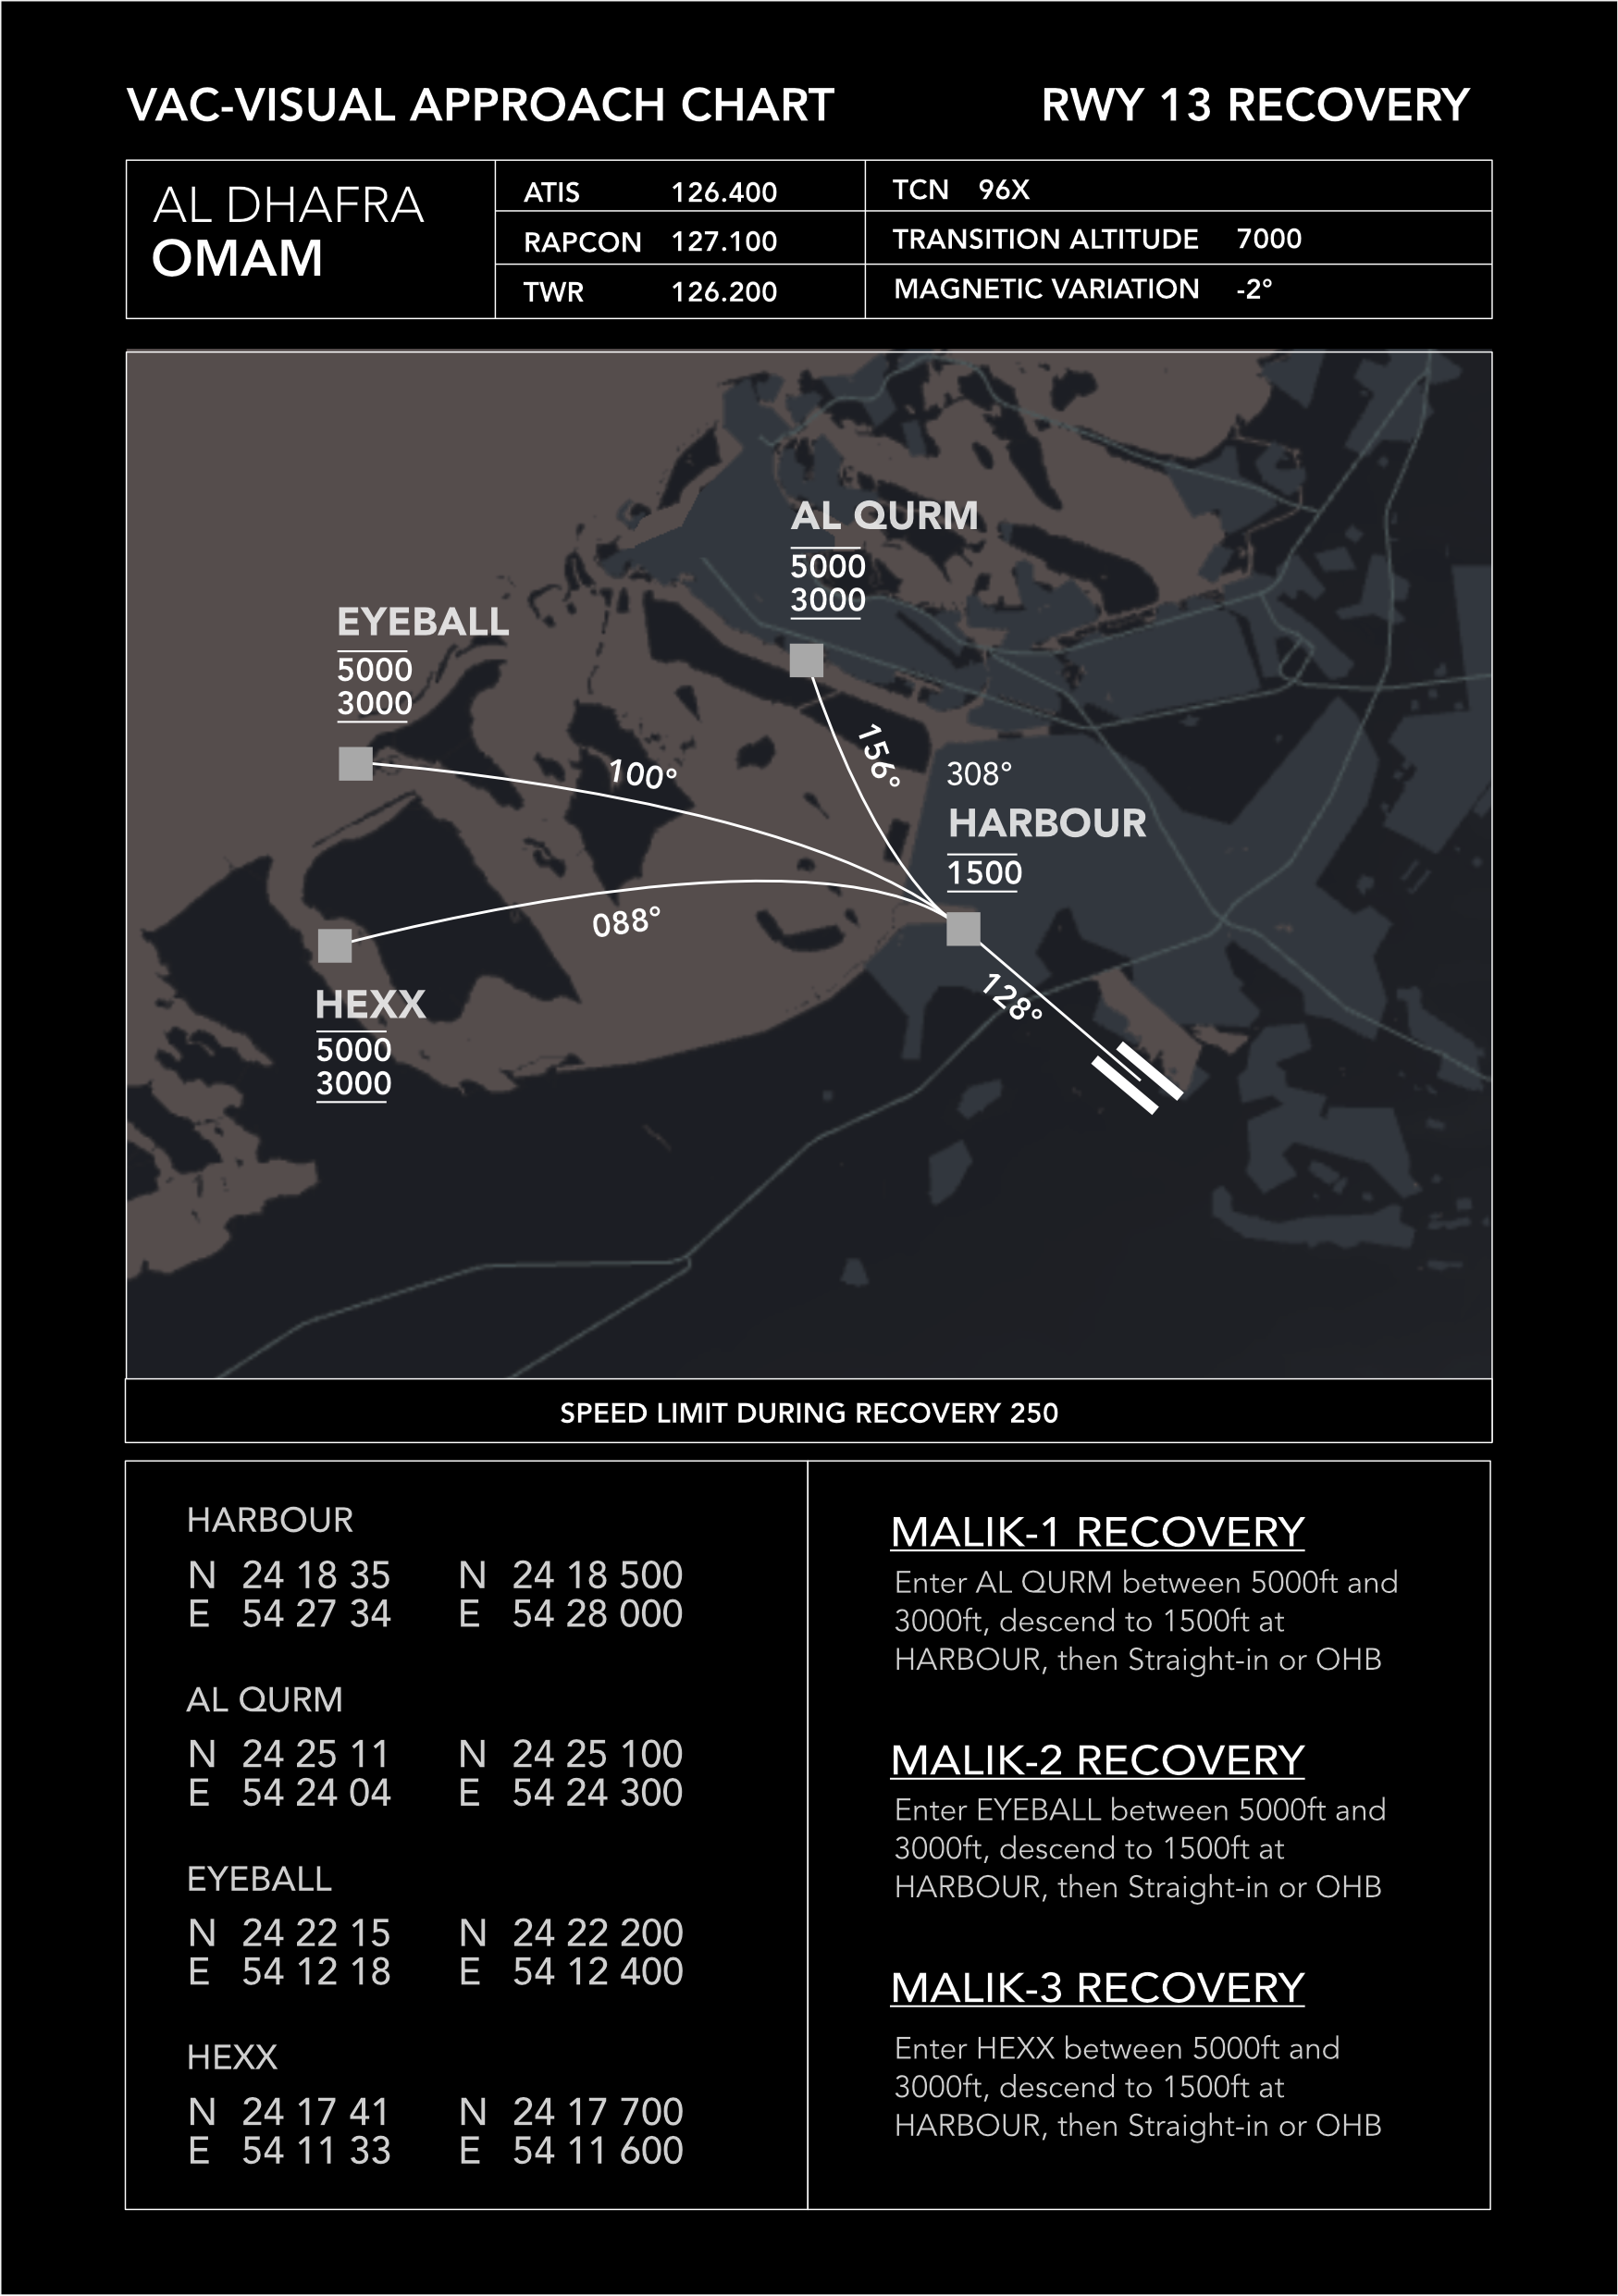 VAC-VISUAL APPROACH CHART
RWY 13 RECOVERY
AL DHAFRA
OMAM
ATIS 126.400
RAPCON 127.100
TWR 126.200
TCN 96X
TRANSITION ALTITUDE 7000
MAGNETIC VARIATION -2°
AL QURM
5000
3000
EYEBALL
5000
3000
156°
100°
308°
HARBOUR
1500
088°
HEXX
5000
3000
128°
SPEED LIMIT DURING RECOVERY 250
HARBOUR
N 24 18 35 N 24 18 500
E 54 27 34 E 54 28 000
AL QURM
N 24 25 11 N 24 25 100
E 54 24 04 E 54 24 300
EYEBALL
N 24 22 15 N 24 22 200
E 54 12 18 E 54 12 400
HEXX
N 24 17 41 N 24 17 700
E 54 11 33 E 54 11 600
MALIK-1 RECOVERY
Enter AL QURM between 5000ft and
3000ft, descend to 1500ft at
HARBOUR, then Straight-in or OHB
MALIK-2 RECOVERY
Enter EYEBALL between 5000ft and
3000ft, descend to 1500ft at
HARBOUR, then Straight-in or OHB
MALIK-3 RECOVERY
Enter HEXX between 5000ft and
3000ft, descend to 1500ft at
HARBOUR, then Straight-in or OHB